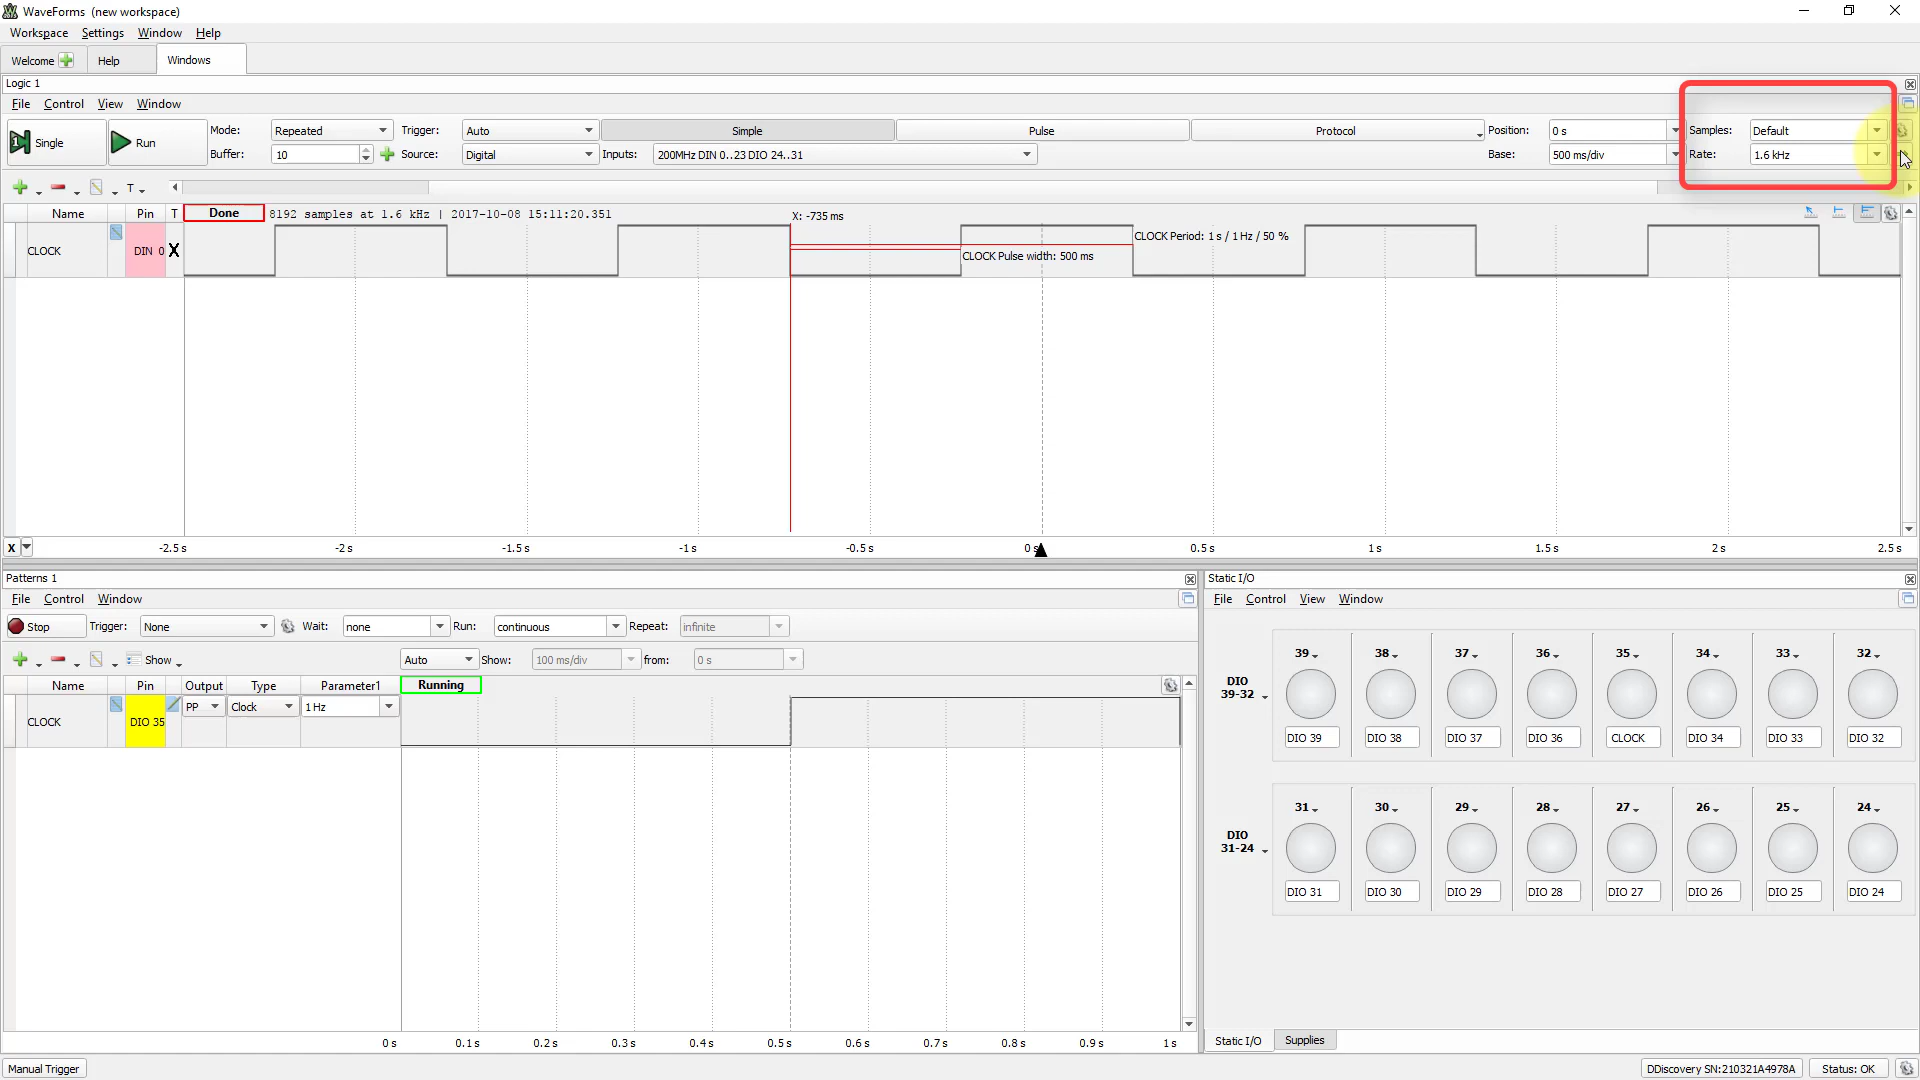 WaveForms (new workspace)
Workspace Settings Window Help
Welcome Help Windows
Logic 1
File Control View Window
Single Run Mode: Repeated Trigger: Auto Simple Pulse Protocol Position: 0 s Samples: Default
Buffer: 10 Source: Digital Inputs: 200MHz DIN 0..23 DIO 24..31 Base: 500 ms/div Rate: 1.6 kHz
T
Name Pin T Done 8192 samples at 1.6 kHz | 2017-10-08 15:11:20.351 X: -735 ms
CLOCK Period: 1 s / 1 Hz / 50 %
CLOCK DIN 0 X CLOCK Pulse width: 500 ms
X -2.5 s -2 s -1.5 s -1 s -0.5 s 0 s 0.5 s 1 s 1.5 s 2 s 2.5 s
Patterns 1
File Control Window
Stop Trigger: None Wait: none Run: continuous Repeat: infinite
Show Auto Show: 100 ms/div from: 0 s
Name Pin Output Type Parameter1 Running
CLOCK DIO 35 PP Clock 1 Hz
0 s 0.1 s 0.2 s 0.3 s 0.4 s 0.5 s 0.6 s 0.7 s 0.8 s 0.9 s 1 s
Static I/O
File Control View Window
39 38 37 36 35 34 33 32
DIO
39-32
DIO 39 DIO 38 DIO 37 DIO 36 CLOCK DIO 34 DIO 33 DIO 32
31 30 29 28 27 26 25 24
DIO
31-24
DIO 31 DIO 30 DIO 29 DIO 28 DIO 27 DIO 26 DIO 25 DIO 24
Static I/O Supplies
Manual Trigger DDiscovery SN:210321A4978A Status: OK